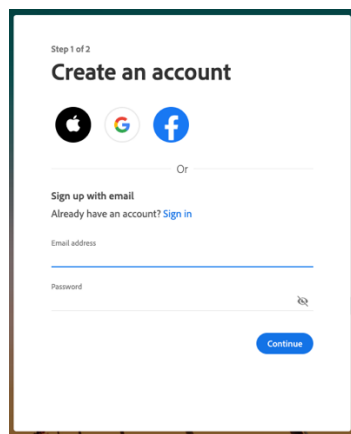 Step 1 of 2
Create an account
Or
Sign up with email
Already have an account? Sign in
Email address
Password
Continue